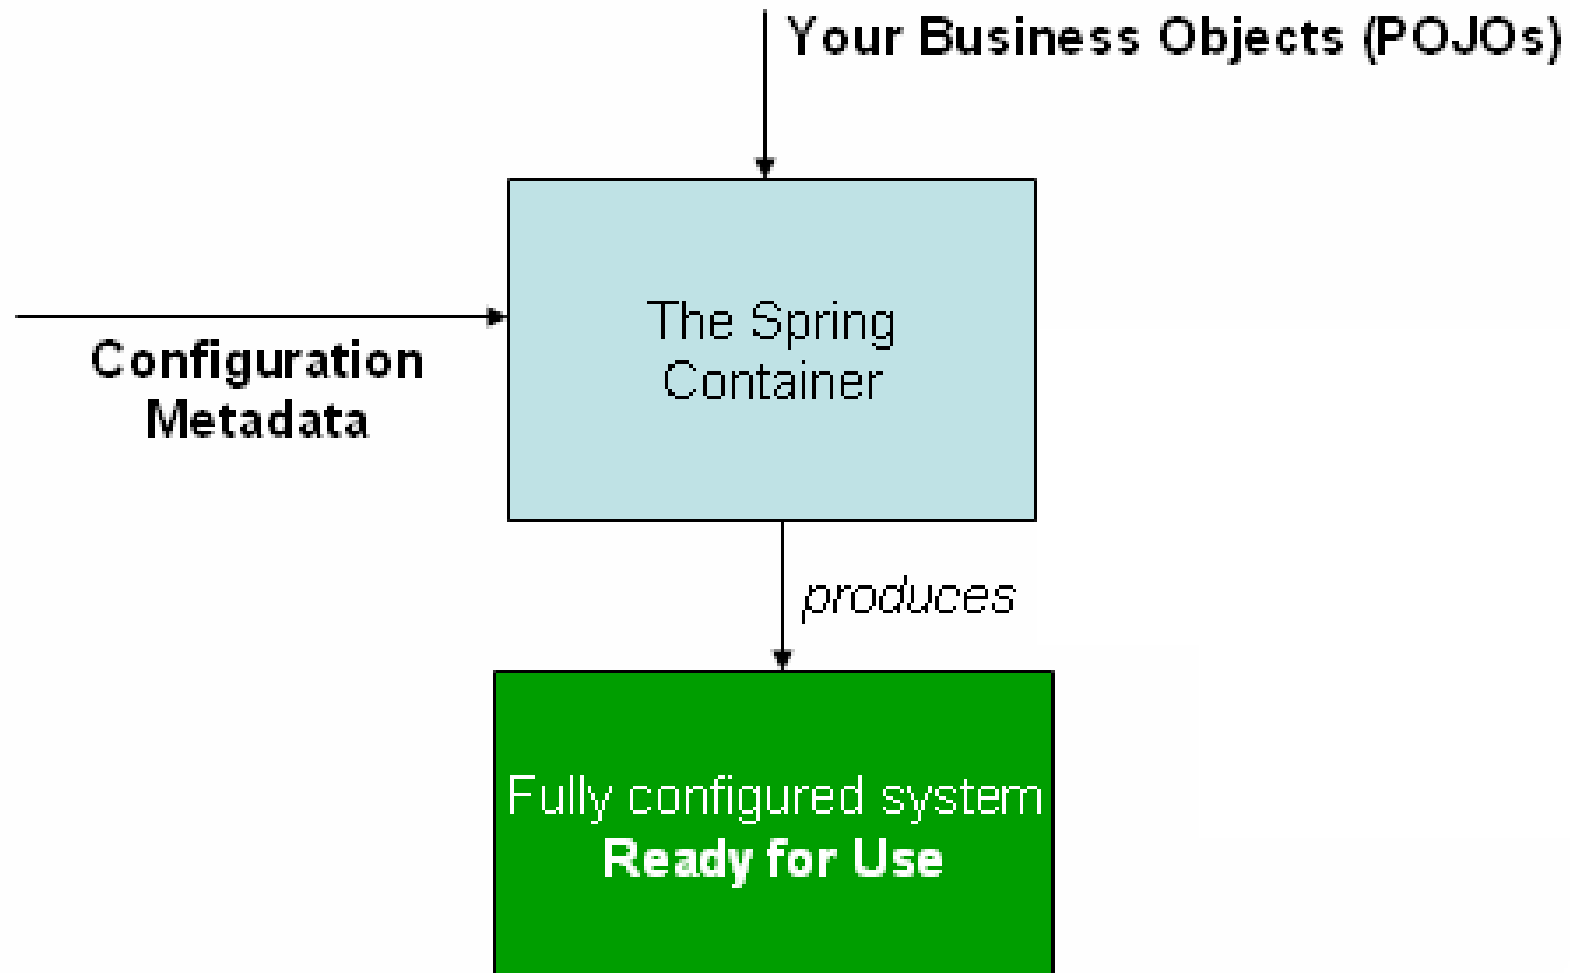 Your Business Objects (POJOs)
The Spring
Container
Configuration
Metadata
produces
Fully configured system
Ready for Use